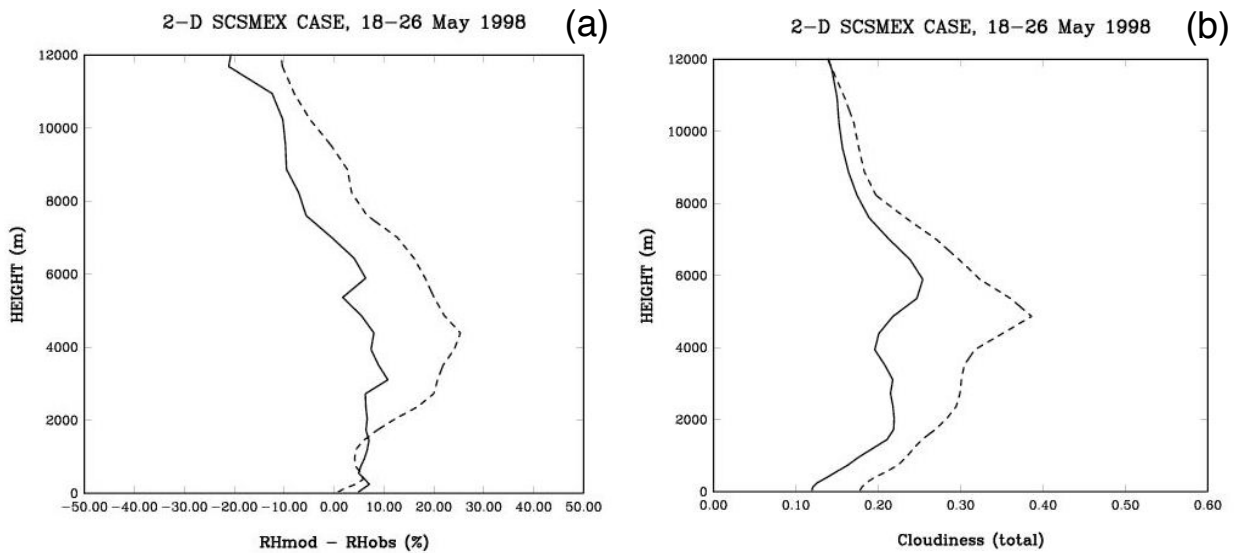 2-D SCSMEX CASE, 18-26 May 1998 (a)
12000
10000
8000
6000
4000
2000
0
HEIGHT (m)
-50.00 -40.00 -30.00 -20.00 -10.00 0.00 10.00 20.00 30.00 40.00 50.00
RHmod - RHobs (%)
2-D SCSMEX CASE, 18-26 May 1998 (b)
12000
10000
8000
6000
4000
2000
0
HEIGHT (m)
0.00 0.10 0.20 0.30 0.40 0.50 0.60
Cloudiness (total)